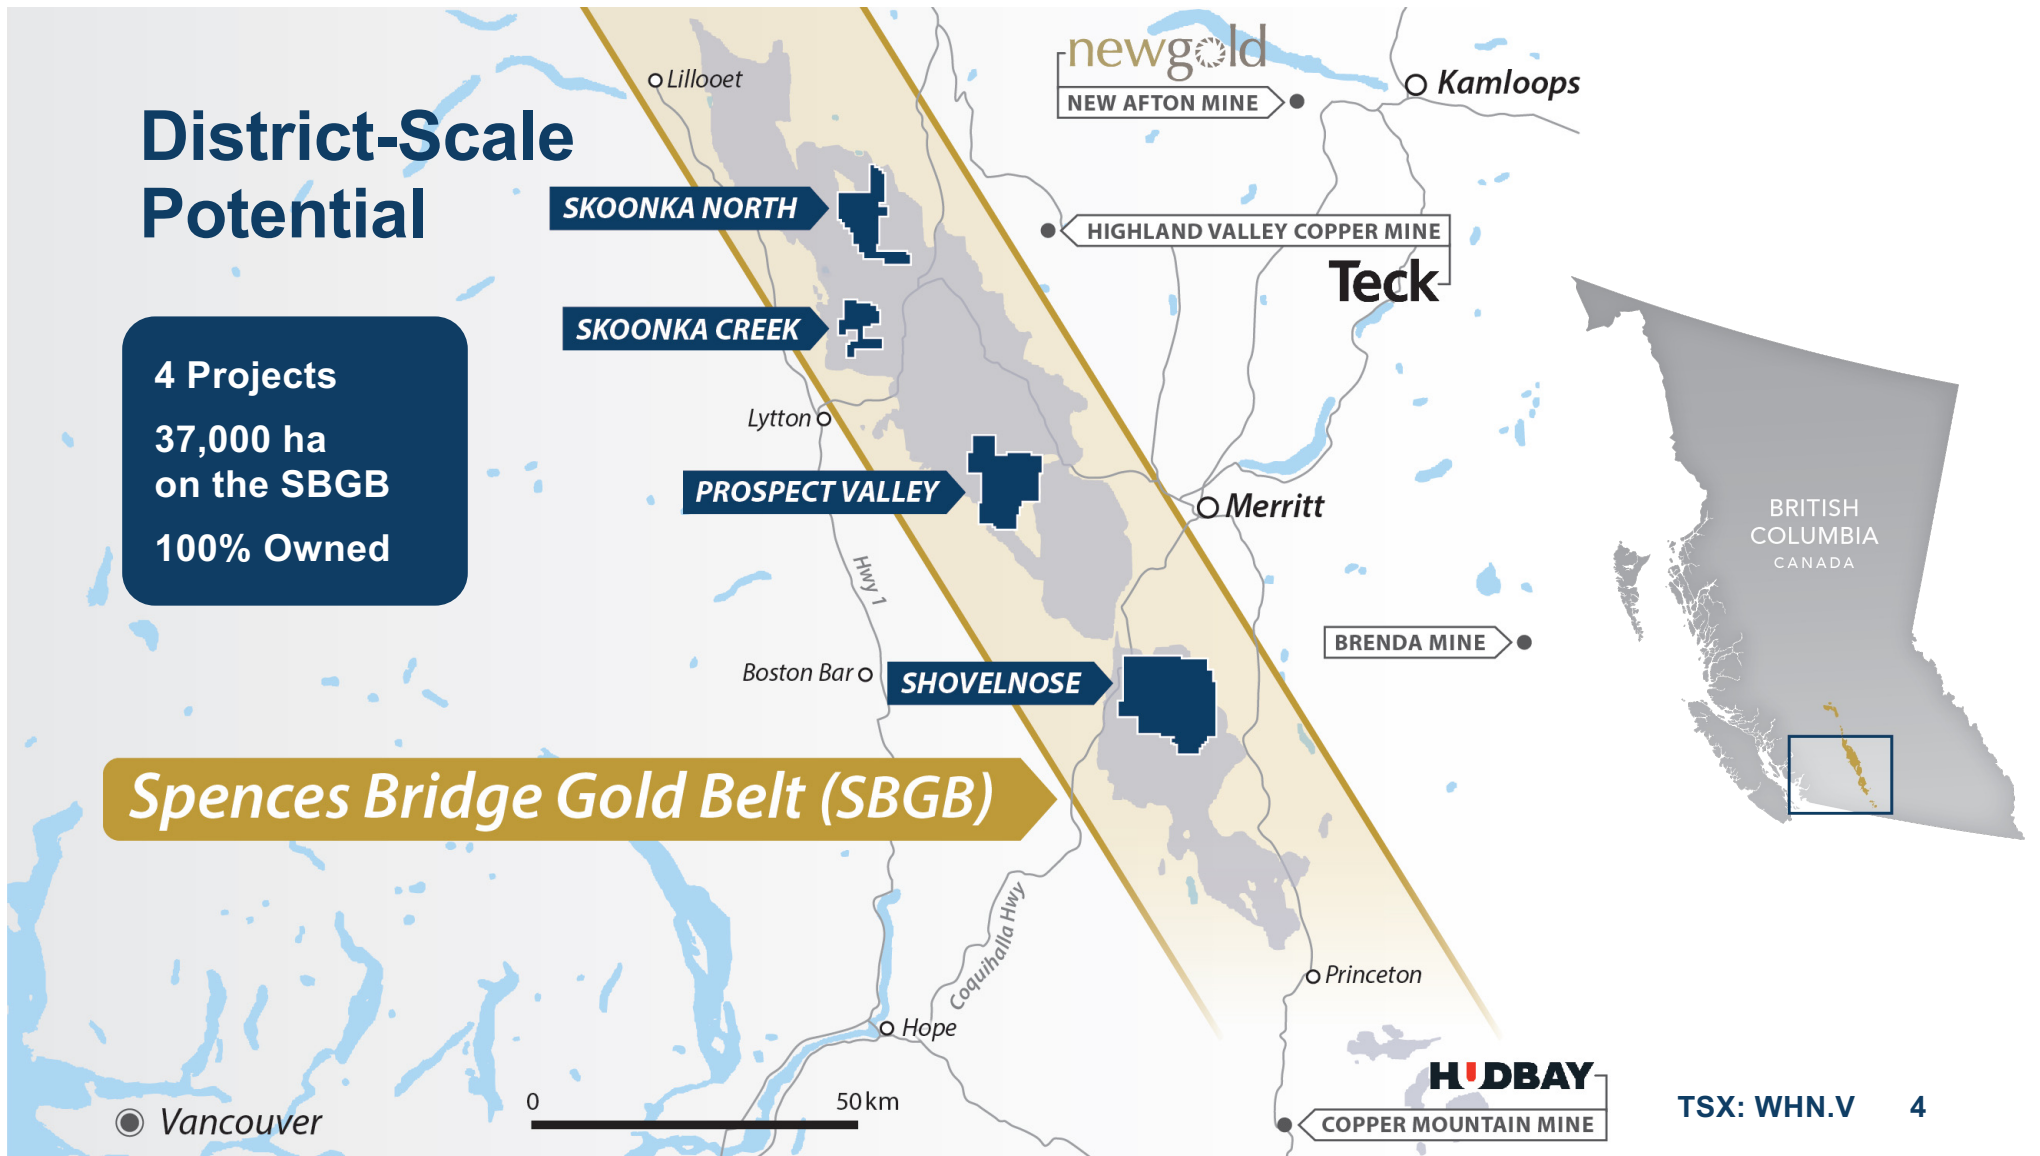 District-Scale
Potential
4 Projects
37,000 ha
on the SBGB
100% Owned
Lillooet
newgold
NEW AFTON MINE
Kamloops
SKOONKA NORTH
HIGHLAND VALLEY COPPER MINE
Teck
SKOONKA CREEK
Lytton
PROSPECT VALLEY
Merritt
BRITISH
COLUMBIA
CANADA
Hwy 1
BRENDA MINE
Boston Bar
SHOVELNOSE
Spences Bridge Gold Belt (SBGB)
Coquihalla Hwy
Princeton
Hope
HUDBAY
COPPER MOUNTAIN MINE
Vancouver
0 50 km
TSX: WHN.V 4